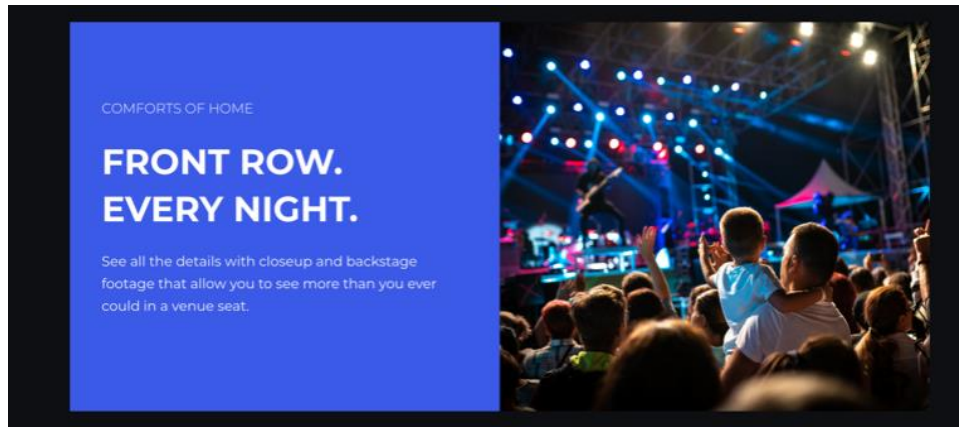 COMFORTS OF HOME
FRONT ROW.
EVERY NIGHT.
See all the details with closeup and backstage
footage that allow you to see more than you ever
could in a venue seat.